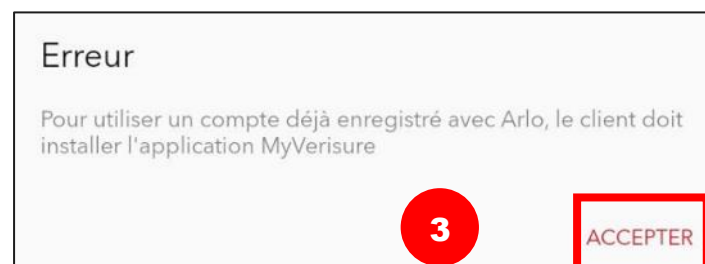 Erreur
Pour utiliser un compte déjà enregistré avec Arlo, le client doit
installer l'application MyVerisure
3
ACCEPTER